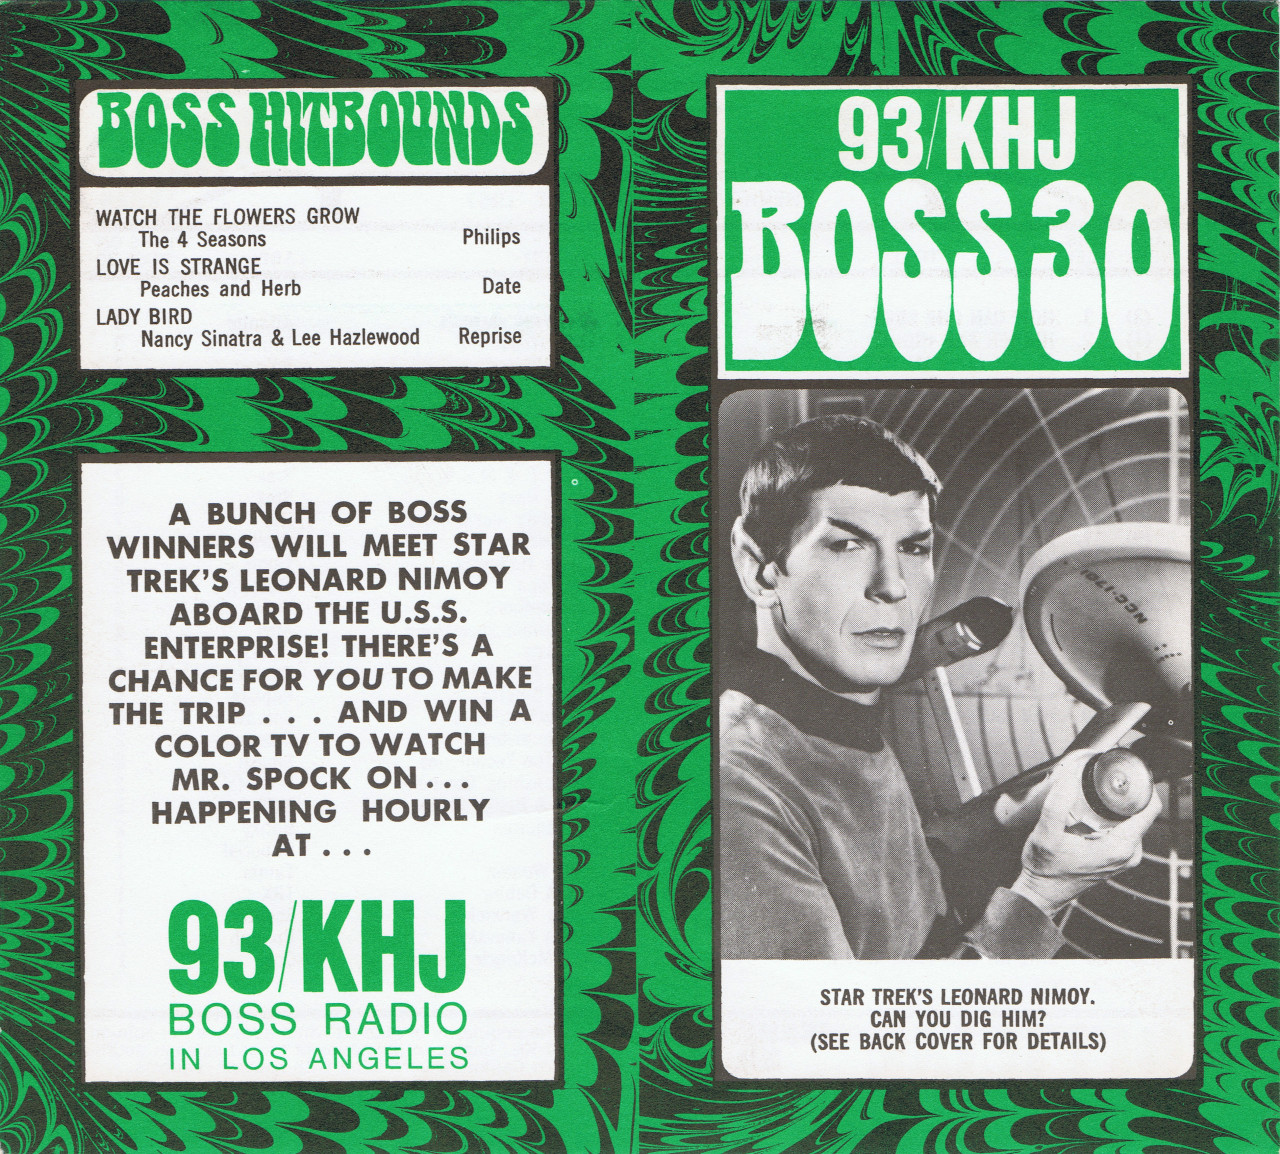 BOSS HITBOUNDS
WATCH THE FLOWERS GROW
The 4 Seasons Philips
LOVE IS STRANGE
Peaches and Herb Date
LADY BIRD
Nancy Sinatra & Lee Hazlewood Reprise
A BUNCH OF BOSS
WINNERS WILL MEET STAR
TREK'S LEONARD NIMOY
ABOARD THE U.S.S.
ENTERPRISE! THERE'S A
CHANCE FOR YOU TO MAKE
THE TRIP . . . AND WIN A
COLOR TV TO WATCH
MR. SPOCK ON . . .
HAPPENING HOURLY
AT . . .
93/KHJ
BOSS RADIO
IN LOS ANGELES
93/KHJ
BOSS 30
NCC-1701
STAR TREK'S LEONARD NIMOY.
CAN YOU DIG HIM?
(SEE BACK COVER FOR DETAILS)